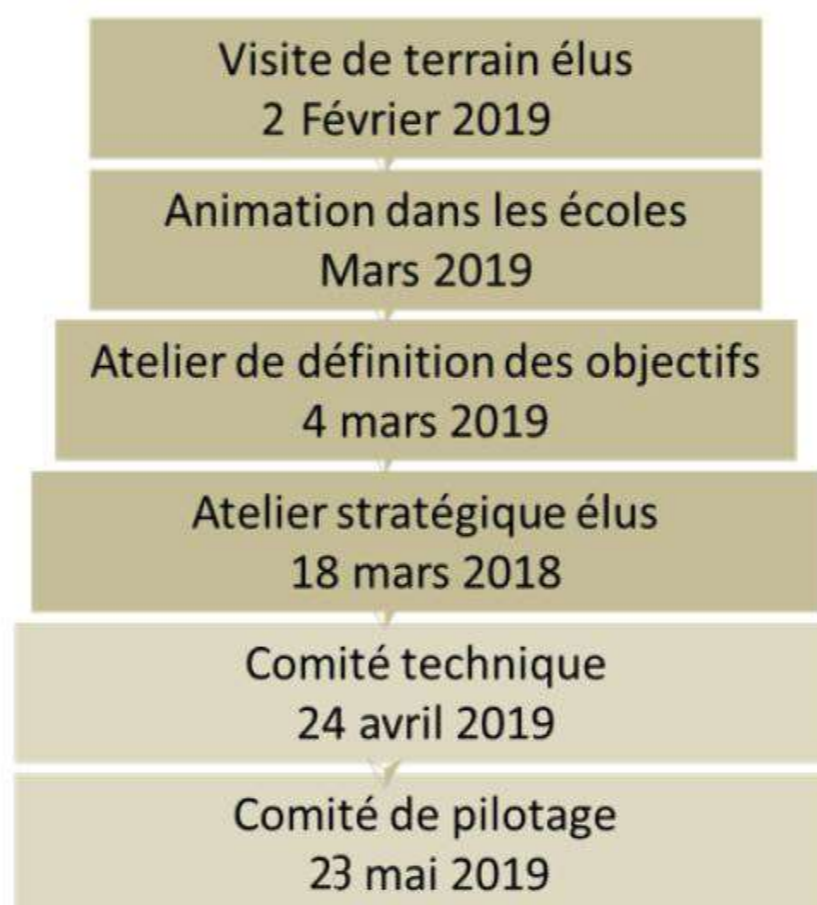 Visite de terrain élus
2 Février 2019
Animation dans les écoles
Mars 2019
Atelier de définition des objectifs
4 mars 2019
Atelier stratégique élus
18 mars 2018
Comité technique
24 avril 2019
Comité de pilotage
23 mai 2019